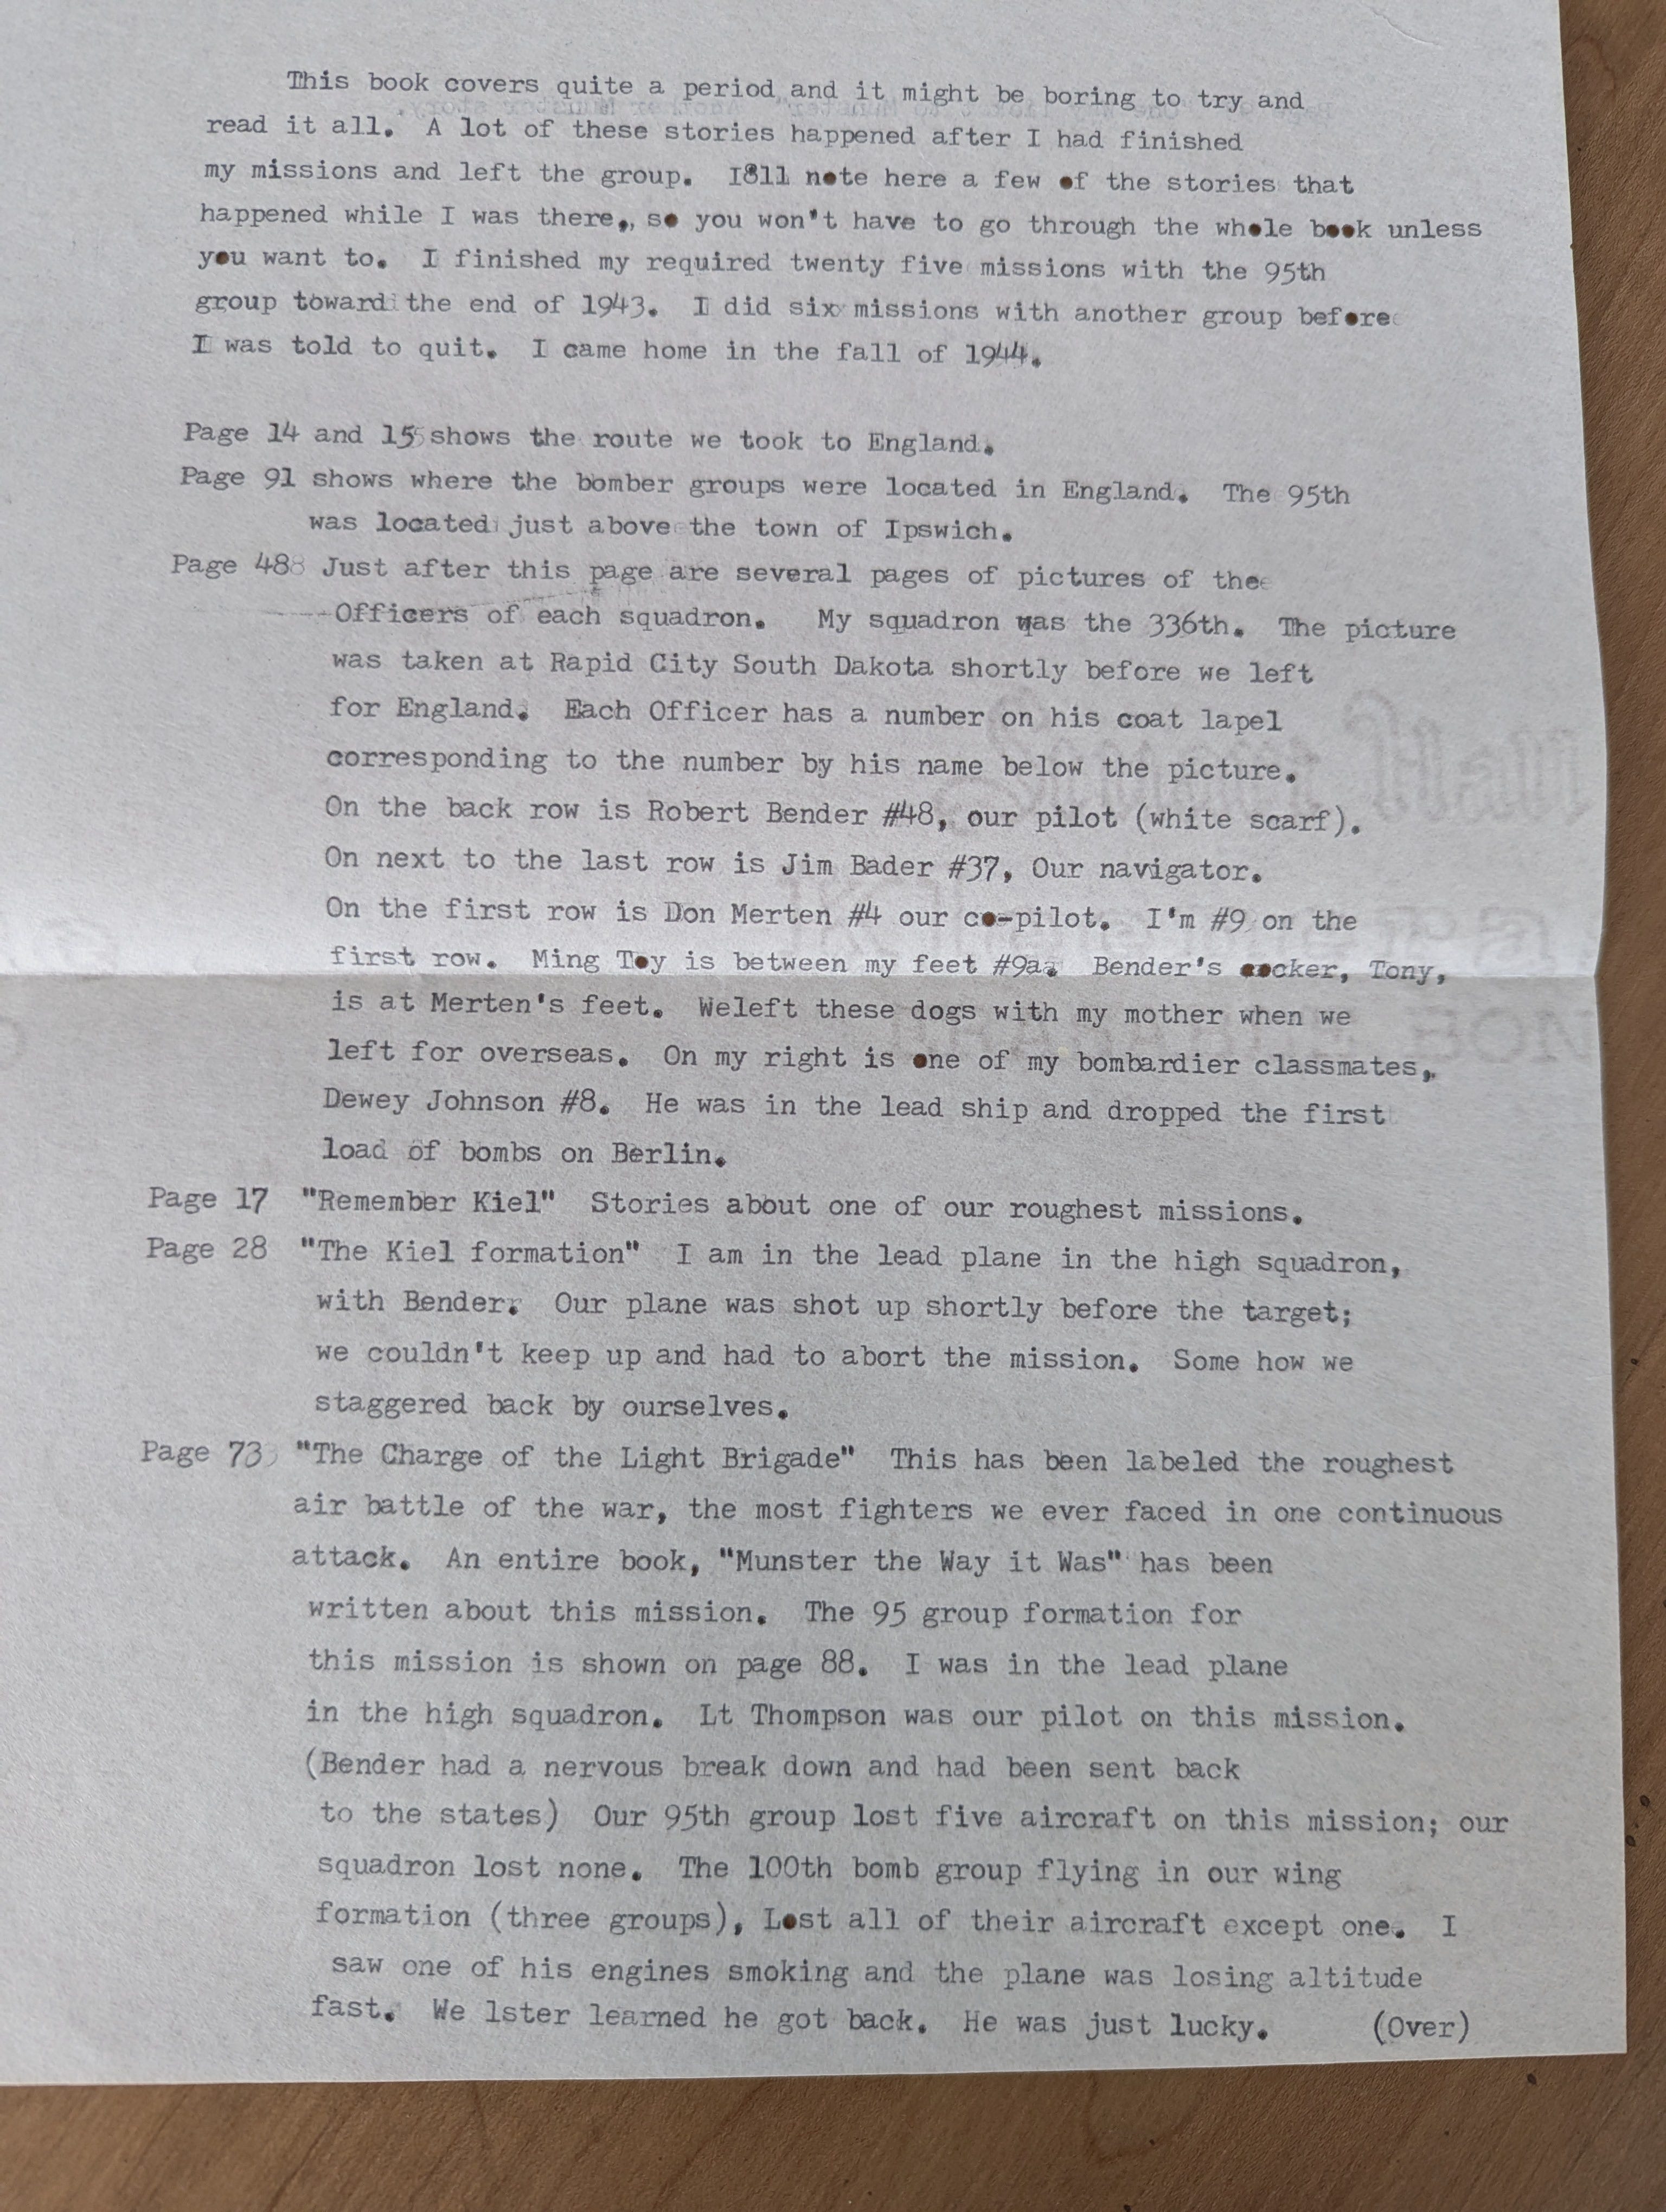 This book covers quite a period and it might be boring to try and
read it all. A lot of these stories happened after I had finished
my missions and left the group. I811 note here a few of the stories that
happened while I was there,, so you won't have to go through the whole book unless
you want to. I finished my required twenty five missions with the 95th
group toward the end of 1943. I did six missions with another group before
I was told to quit. I came home in the fall of 1944.
Page 14 and 15 shows the route we took to England.
Page 91 shows where the bomber groups were located in England. The 95th
was located just above the town of Ipswich.
Page 488 Just after this page are several pages of pictures of the
Officers of each squadron. My squadron was the 336th. The picture
was taken at Rapid City South Dakota shortly before we left
for England. Each Officer has a number on his coat lapel
corresponding to the number by his name below the picture.
On the back row is Robert Bender #48, our pilot (white scarf).
On next to the last row is Jim Bader #37, Our navigator.
On the first row is Don Merten #4 our co-pilot. I'm #9 on the
first row. Ming Toy is between my feet #9a. Bender's cocker, Tony,
is at Merten's feet. Weleft these dogs with my mother when we
left for overseas. On my right is one of my bombardier classmates,
Dewey Johnson #8. He was in the lead ship and dropped the first
load of bombs on Berlin.
Page 17 "Remember Kiel" Stories about one of our roughest missions.
Page 28 "The Kiel formation" I am in the lead plane in the high squadron,
with Bender. Our plane was shot up shortly before the target;
we couldn't keep up and had to abort the mission. Some how we
staggered back by ourselves.
Page 73 "The Charge of the Light Brigade" This has been labeled the roughest
air battle of the war, the most fighters we ever faced in one continuous
attack. An entire book, "Munster the Way it Was" has been
written about this mission. The 95 group formation for
this mission is shown on page 88. I was in the lead plane
in the high squadron. Lt Thompson was our pilot on this mission.
(Bender had a nervous break down and had been sent back
to the states) Our 95th group lost five aircraft on this mission; our
squadron lost none. The 100th bomb group flying in our wing
formation (three groups), Lost all of their aircraft except one. I
saw one of his engines smoking and the plane was losing altitude
fast. We lster learned he got back. He was just lucky. (Over)